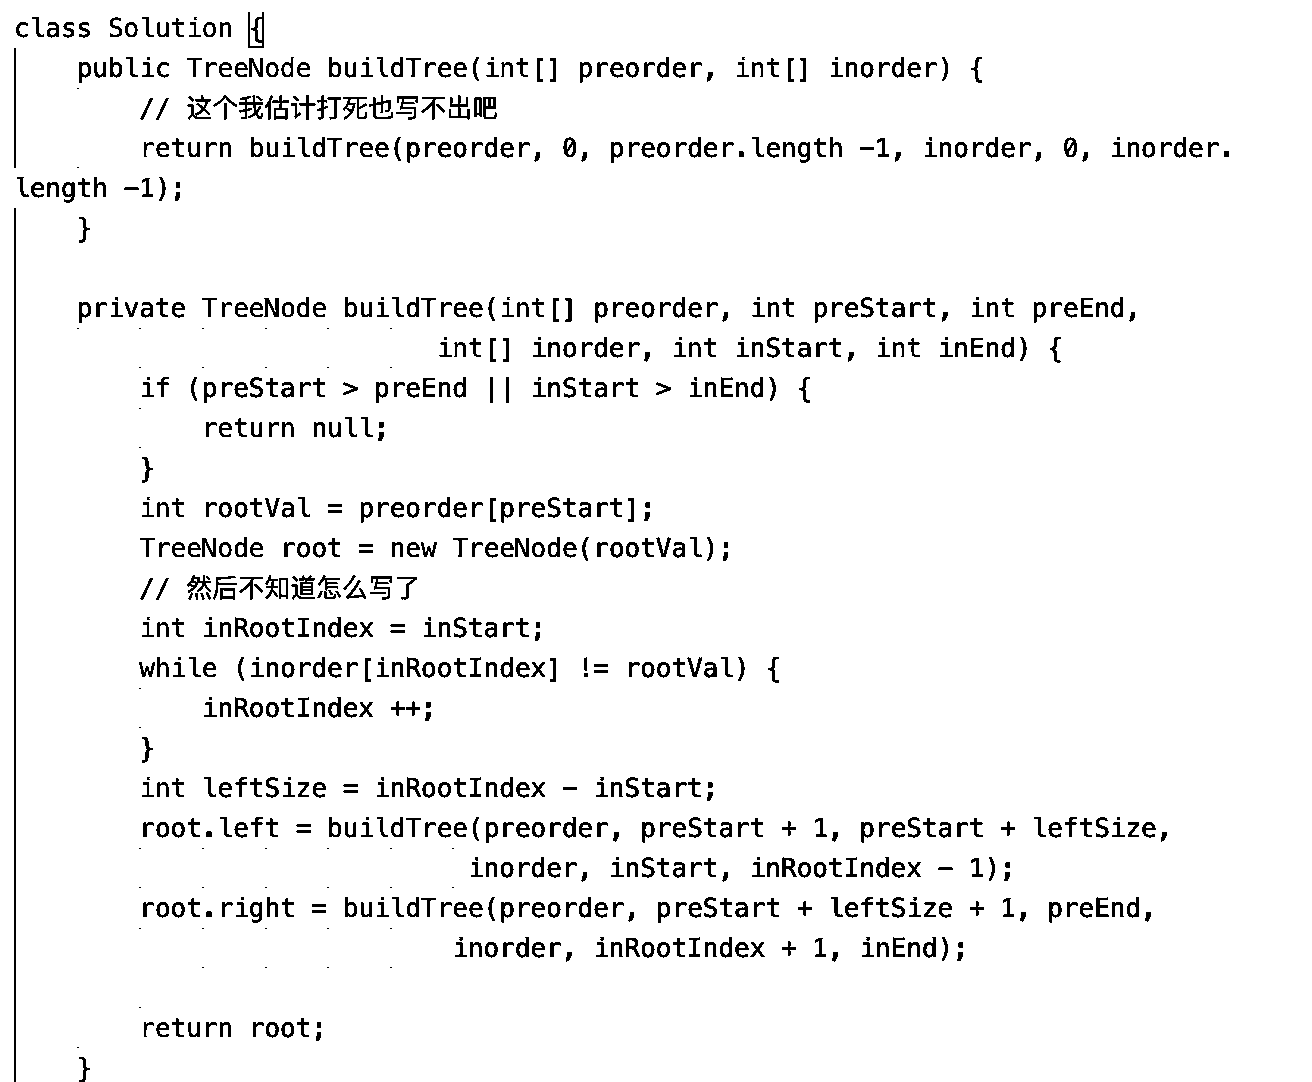 class Solution {
    public TreeNode buildTree(int[] preorder, int[] inorder) {
        // 这个我估计打死也写不出吧
        return buildTree(preorder, 0, preorder.length -1, inorder, 0, inorder.
length -1);
    }

    private TreeNode buildTree(int[] preorder, int preStart, int preEnd,
                           int[] inorder, int inStart, int inEnd) {
        if (preStart > preEnd || inStart > inEnd) {
            return null;
        }
        int rootVal = preorder[preStart];
        TreeNode root = new TreeNode(rootVal);
        // 然后不知道怎么写了
        int inRootIndex = inStart;
        while (inorder[inRootIndex] != rootVal) {
            inRootIndex ++;
        }
        int leftSize = inRootIndex - inStart;
        root.left = buildTree(preorder, preStart + 1, preStart + leftSize,
                             inorder, inStart, inRootIndex - 1);
        root.right = buildTree(preorder, preStart + leftSize + 1, preEnd,
                            inorder, inRootIndex + 1, inEnd);

        return root;
    }